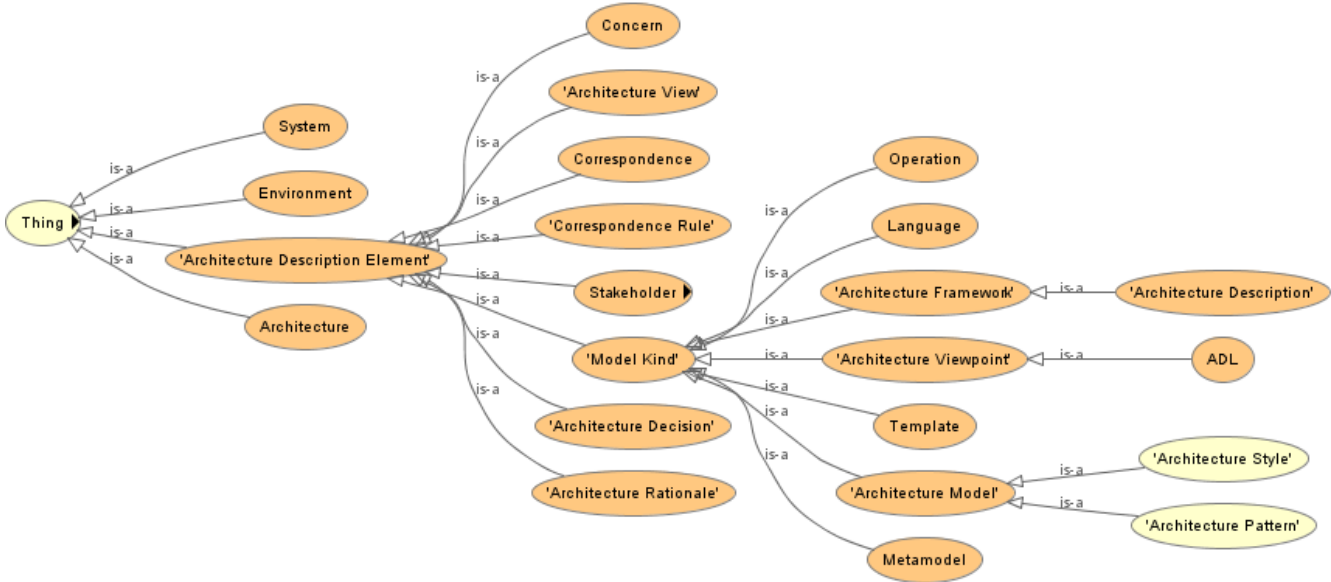 Thing
is-a
is-a
is-a
is-a
System
Environment
'Architecture Description Element'
Architecture
is-a
is-a
is-a
is-a
is-a
is-a
is-a
is-a
Concern
'Architecture View'
Correspondence
'Correspondence Rule'
Stakeholder
'Model Kind'
'Architecture Decision'
'Architecture Rationale'
is-a
is-a
is-a
is-a
is-a
is-a
is-a
Operation
Language
'Architecture Framework'
'Architecture Viewpoint'
Template
'Architecture Model'
Metamodel
is-a
is-a
is-a
is-a
'Architecture Description'
ADL
'Architecture Style'
'Architecture Pattern'